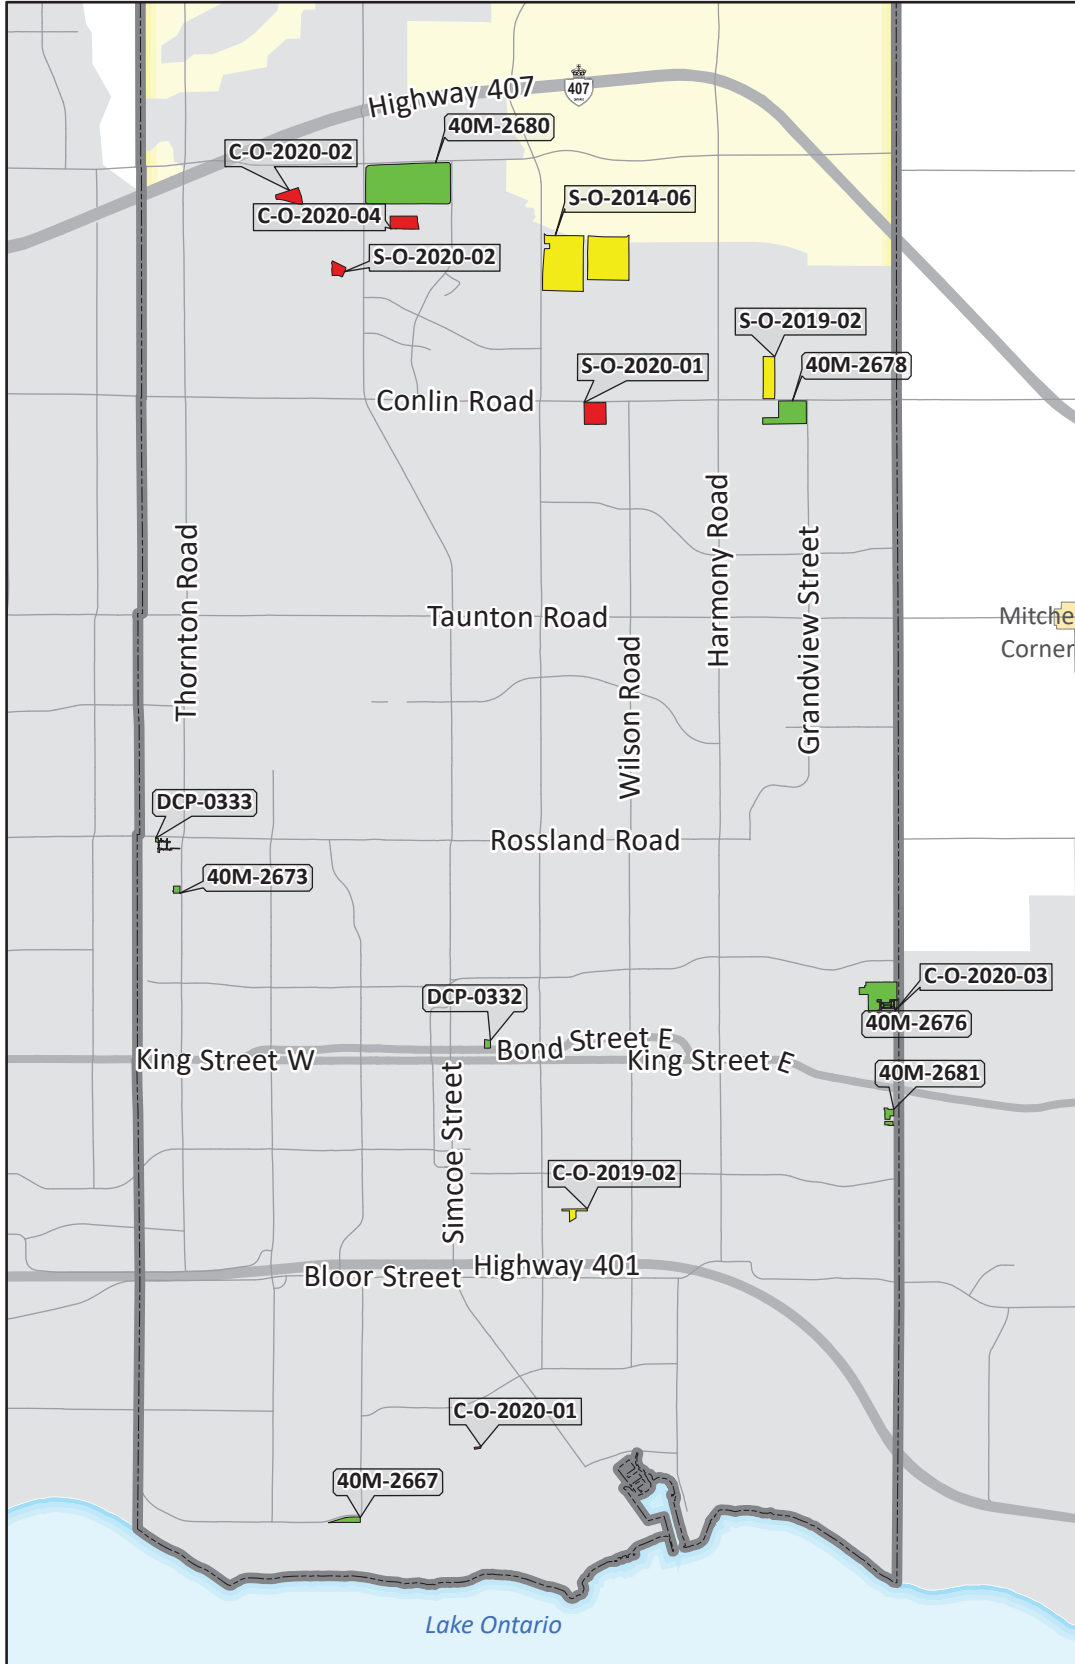 Highway 407
407
40M-2680
C-O-2020-02
S-O-2014-06
C-O-2020-04
S-O-2020-02
S-O-2019-02
S-O-2020-01
40M-2678
Conlin Road
Thornton Road
Harmony Road
Grandview Street
Taunton Road
Mitche
Corner
Wilson Road
DCP-0333
Rossland Road
40M-2673
C-O-2020-03
DCP-0332
40M-2676
Bond Street E
King Street W
King Street E
40M-2681
Simcoe Street
C-O-2019-02
Highway 401
Bloor Street
C-O-2020-01
40M-2667
Lake Ontario